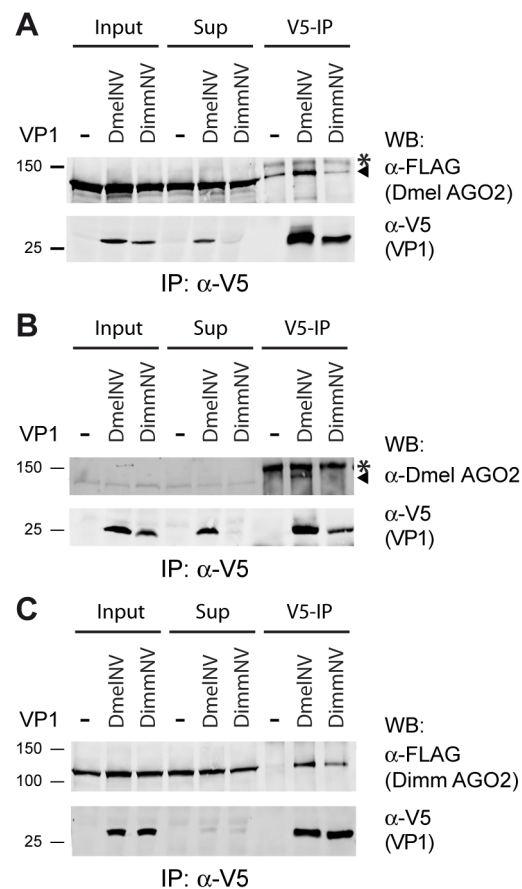 A
Input Sup V5-IP
VP1 - DmelNV DimmNV - DmelNV DimmNV - DmelNV DimmNV
WB:
150 *
α-FLAG
(Dmel AGO2)
25
α-V5
(VP1)
IP: α-V5
B
Input Sup V5-IP
VP1 - DmelNV DimmNV - DmelNV DimmNV - DmelNV DimmNV
WB:
150 *
α-Dmel AGO2
25
α-V5
(VP1)
IP: α-V5
C
Input Sup V5-IP
VP1 - DmelNV DimmNV - DmelNV DimmNV - DmelNV DimmNV
WB:
150
100
α-FLAG
(Dimm AGO2)
25
α-V5
(VP1)
IP: α-V5